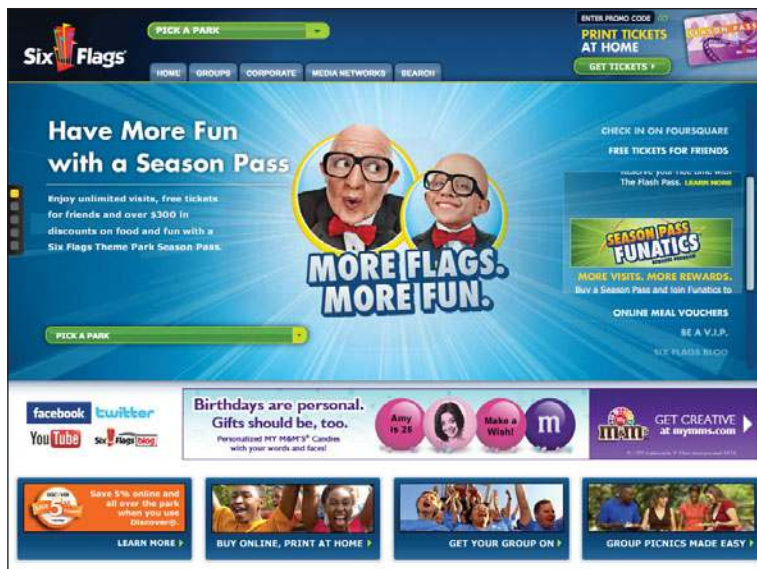 Six Flags
PICK A PARK
ENTER PROMO CODE GO
PRINT TICKETS
AT HOME
GET TICKETS
HOME
GROUPS
CORPORATE
MEDIA NETWORKS
SEARCH
Have More Fun
with a Season Pass
Enjoy unlimited visits, free tickets
for friends and over $300 in
discounts on food and fun with a
Six Flags Theme Park Season Pass.
PICK A PARK
MORE FLAGS.
MORE FUN.
CHECK IN ON FOURSQUARE
FREE TICKETS FOR FRIENDS
Reserve your ride time with
The Flash Pass. LEARN MORE
SEASON PASS
FUNATICS
MORE VISITS. MORE REWARDS.
Buy a Season Pass and join Funatics to
ONLINE MEAL VOUCHERS
BE A V.I.P.
SIX FLAGS BLOG
facebook
twitter
YouTube
Six Flags blog
Birthdays are personal.
Gifts should be, too.
Personalized MY M&M'S® Candies
with your words and faces!
Amy
is 25
Make a
Wish!
m
m&m's
GET CREATIVE
at mymms.com
DISCOVER
Save 5% online and
all over the park
when you use
Discover®.
LEARN MORE
BUY ONLINE, PRINT AT HOME
GET YOUR GROUP ON
GROUP PICNICS MADE EASY